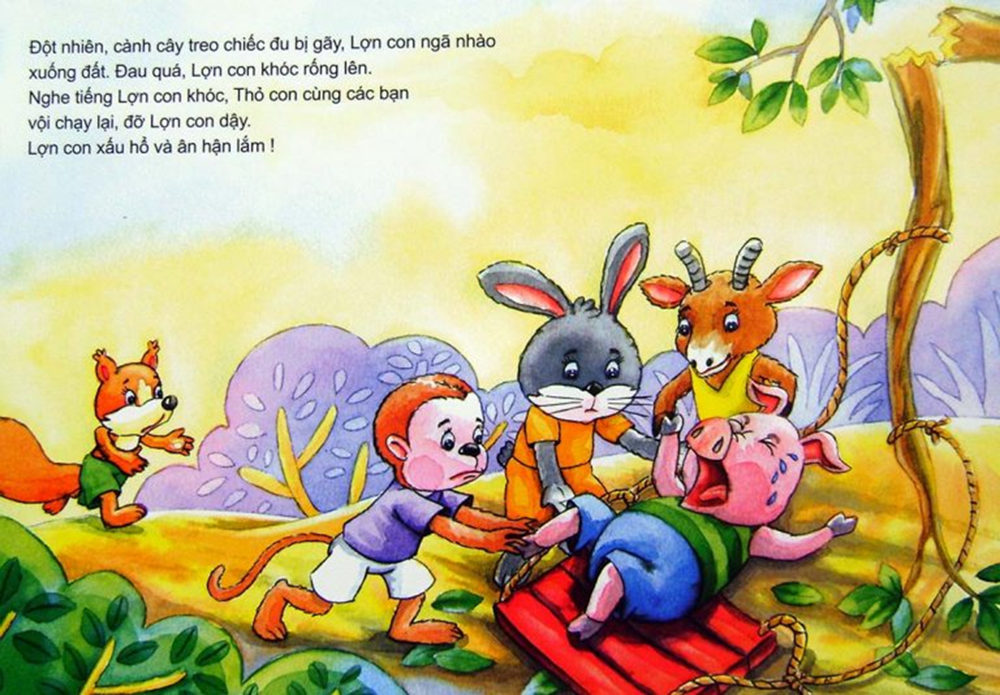 Đột nhiên, cành cây treo chiếc đu bị gãy, Lợn con ngã nhào
xuống đất. Đau quá, Lợn con khóc rống lên.
Nghe tiếng Lợn con khóc, Thỏ con cùng các bạn
vội chạy lại, đỡ Lợn con dậy.
Lợn con xấu hổ và ân hận lắm !